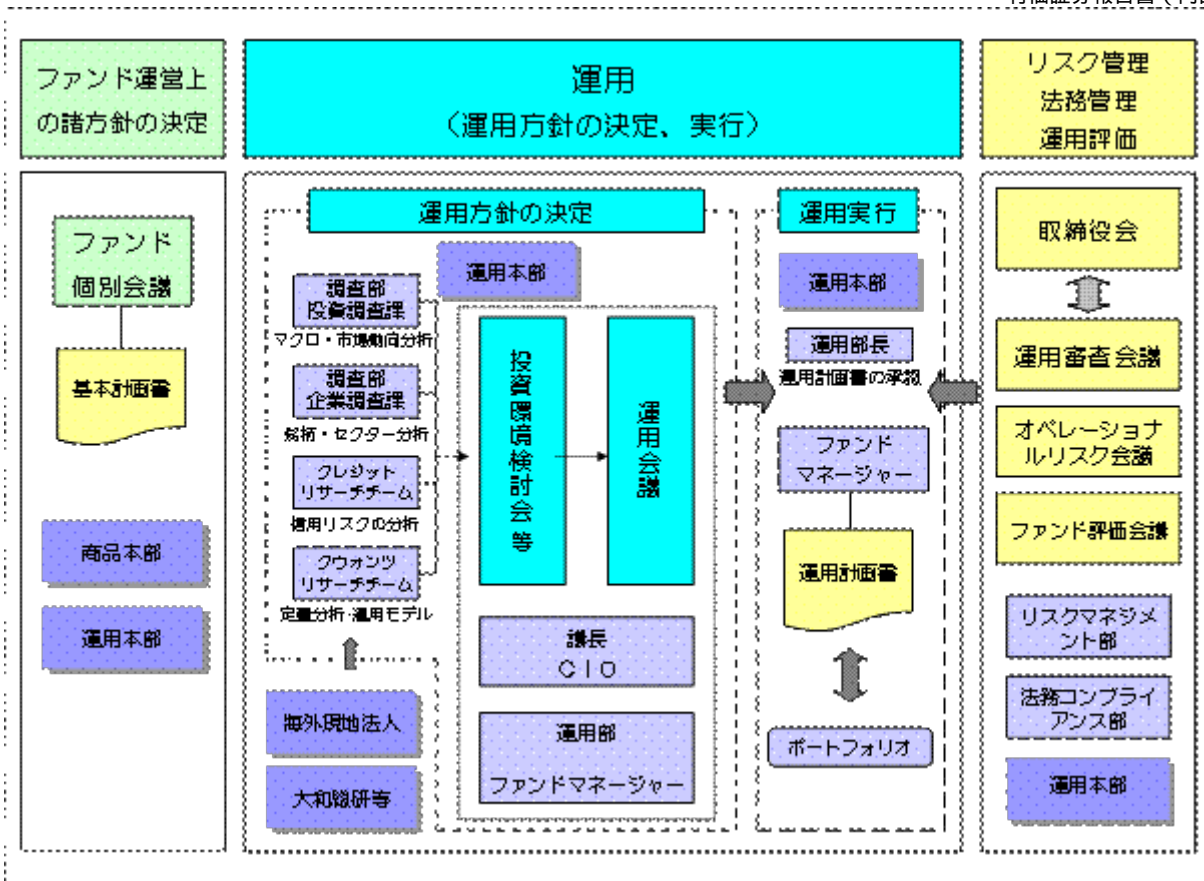 ファンド運営上
の諸方針の決定
運用
（運用方針の決定、実行）
リスク管理
法務管理
運用評価
ファンド
個別会議
基本計画書
商品本部
運用本部
運用方針の決定
運用本部
調査部
投資調査課
マクロ・市場動向分析
調査部
企業調査課
銘柄・セクター分析
クレジット
リサーチチーム
信用リスクの分析
クウォンツ
リサーチチーム
定量分析・運用モデル
海外現地法人
大和総研等
投資環境検討会等
運用会議
議長
ＣＩＯ
運用部
ファンドマネージャー
運用実行
運用本部
運用部長
運用計画書の承認
ファンド
マネージャー
運用計画書
ポートフォリオ
取締役会
運用審査会議
オペレーショナ
ルリスク会議
ファンド評価会議
リスクマネジメ
ント部
法務コンプライ
アンス部
運用本部